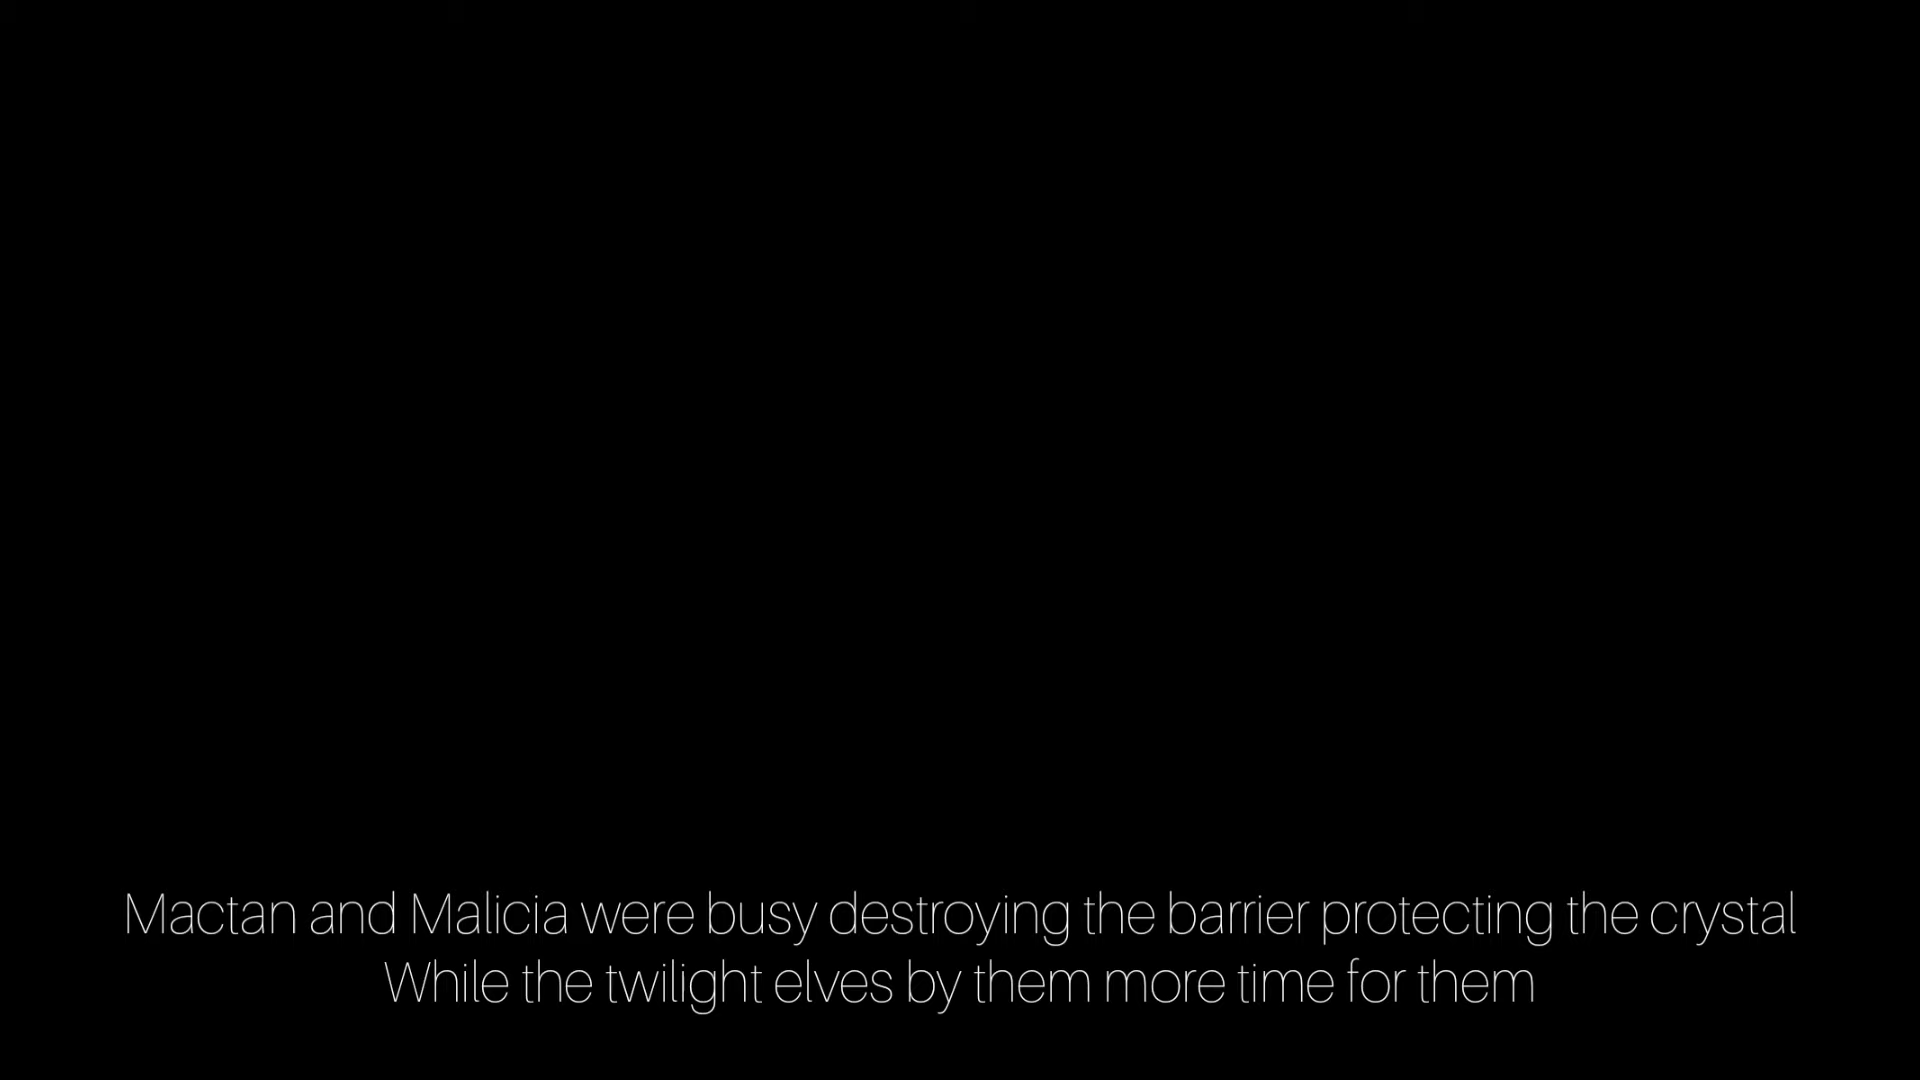 Mactan and Malicia were busy destroying the barrier protecting the crystal
While the twilight elves by them more time for them